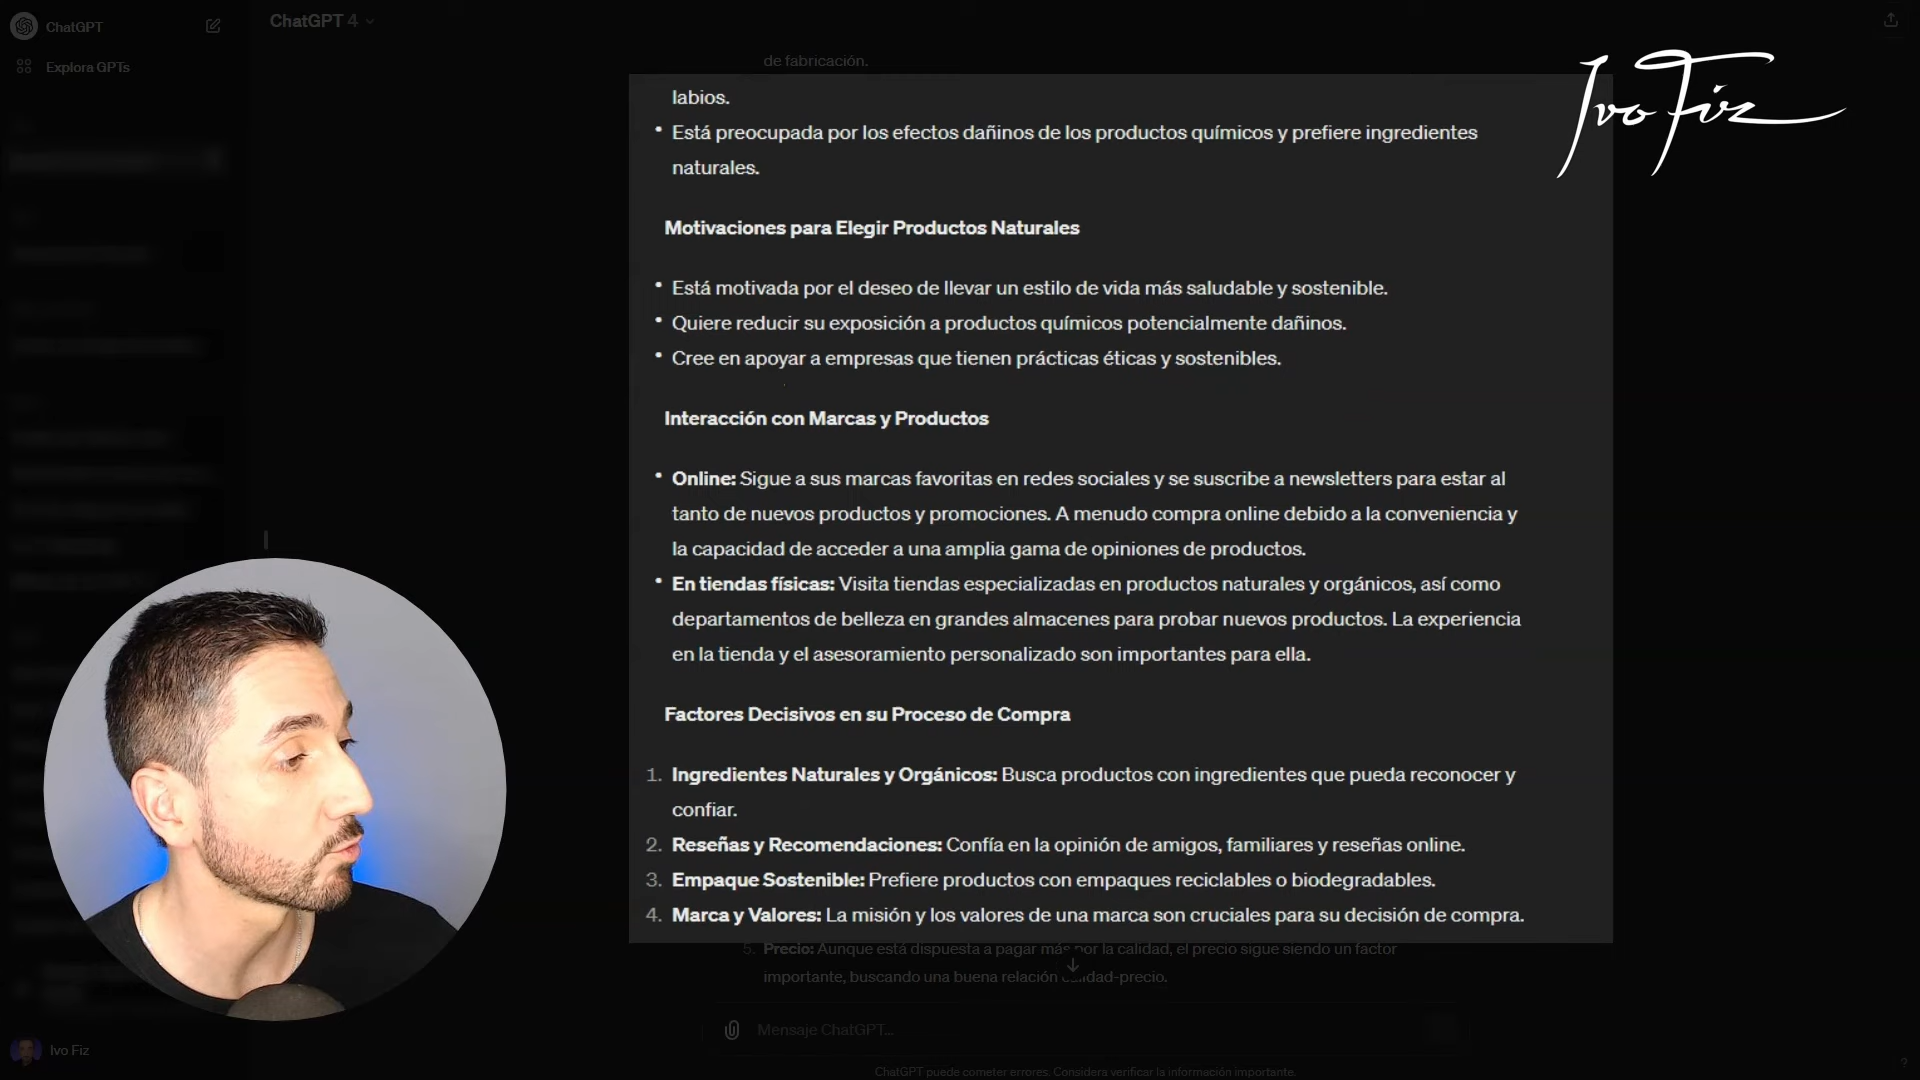 ChatGPT
ChatGPT 4
Explora GPTs
Ivo Fiz
de fabricación.
labios.
• Está preocupada por los efectos dañinos de los productos químicos y prefiere ingredientes
naturales.
Motivaciones para Elegir Productos Naturales
• Está motivada por el deseo de llevar un estilo de vida más saludable y sostenible.
• Quiere reducir su exposición a productos químicos potencialmente dañinos.
• Cree en apoyar a empresas que tienen prácticas éticas y sostenibles.
Interacción con Marcas y Productos
• Online: Sigue a sus marcas favoritas en redes sociales y se suscribe a newsletters para estar al
tanto de nuevos productos y promociones. A menudo compra online debido a la conveniencia y
la capacidad de acceder a una amplia gama de opiniones de productos.
• En tiendas físicas: Visita tiendas especializadas en productos naturales y orgánicos, así como
departamentos de belleza en grandes almacenes para probar nuevos productos. La experiencia
en la tienda y el asesoramiento personalizado son importantes para ella.
Factores Decisivos en su Proceso de Compra
1. Ingredientes Naturales y Orgánicos: Busca productos con ingredientes que pueda reconocer y
confiar.
2. Reseñas y Recomendaciones: Confía en la opinión de amigos, familiares y reseñas online.
3. Empaque Sostenible: Prefiere productos con empaques reciclables o biodegradables.
4. Marca y Valores: La misión y los valores de una marca son cruciales para su decisión de compra.
5. Precio: Aunque está dispuesta a pagar más por la calidad, el precio sigue siendo un factor
importante, buscando una buena relación calidad-precio.
Mensaje ChatGPT...
Ivo Fiz
ChatGPT puede cometer errores. Considera verificar la información importante.
?